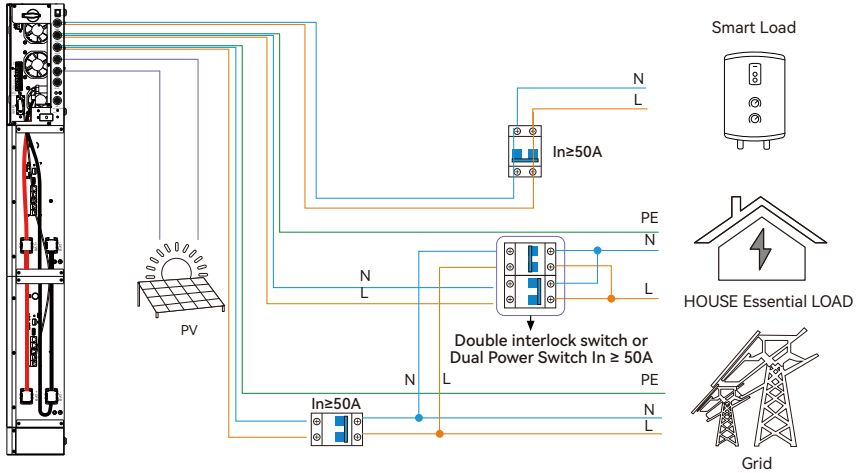 Smart Load
N
L
In≥50A
PE
N
N
L
L
HOUSE Essential LOAD
PV
Double interlock switch or
Dual Power Switch In ≥ 50A
N
L
PE
In≥50A
N
L
Grid